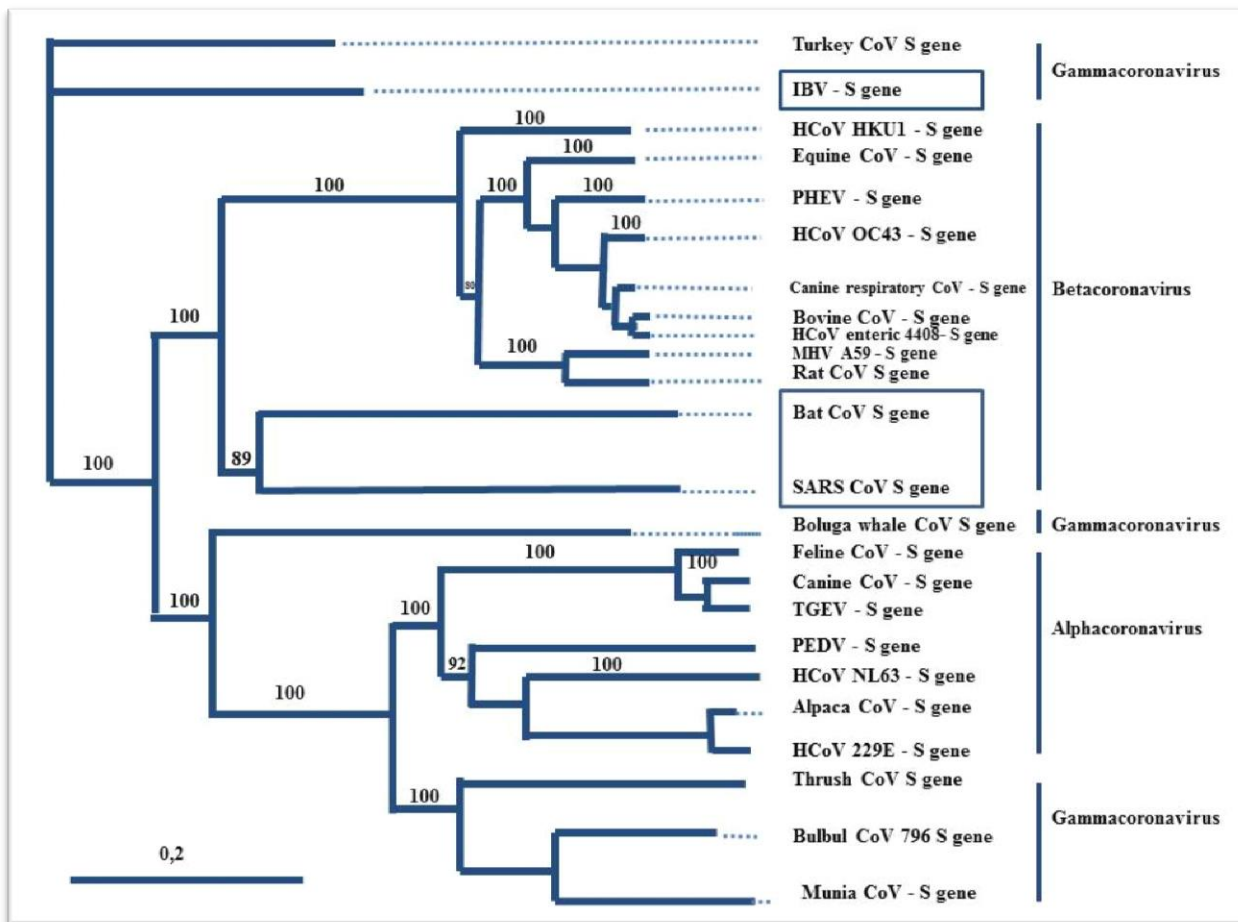 Turkey CoV S gene
Gammacoronavirus
IBV - S gene
100
HCoV HKU1 - S gene
100
Equine CoV - S gene
100
100
100
PHEV - S gene
100
HCoV OC43 - S gene
80
Canine respiratory CoV - S gene
Betacoronavirus
100
Bovine CoV - S gene
HCoV enteric 4408- S gene
100
MHV A59 - S gene
Rat CoV S gene
Bat CoV S gene
100
89
SARS CoV S gene
Boluga whale CoV S gene
Gammacoronavirus
100
Feline CoV - S gene
100
Canine CoV - S gene
100
TGEV - S gene
100
Alphacoronavirus
PEDV - S gene
92
100
HCoV NL63 - S gene
100
Alpaca CoV - S gene
HCoV 229E - S gene
Thrush CoV S gene
100
Gammacoronavirus
Bulbul CoV 796 S gene
0,2
Munia CoV - S gene